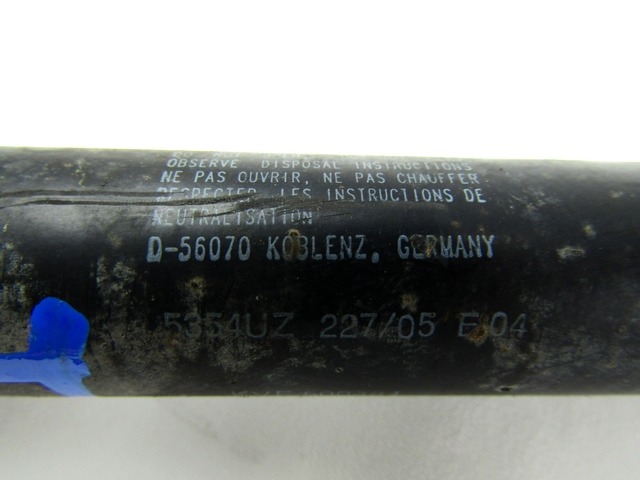 OBSERVE DISPOSAL INSTRUCTIONS
NE PAS OUVRIR, NE PAS CHAUFFER
RESPECTER LES INSTRUCTIONS DE
NEUTRALISATION
D-56070 KOBLENZ, GERMANY
5354UZ 227/05 E 04